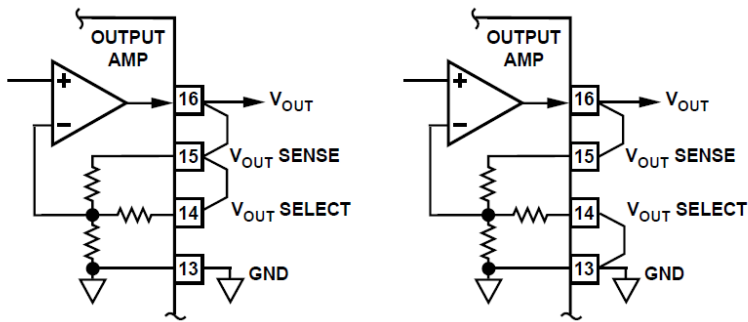 OUTPUT
AMP
+
−
16
VOUT
15
VOUT SENSE
14
VOUT SELECT
13
GND
OUTPUT
AMP
+
−
16
VOUT
15
VOUT SENSE
14
VOUT SELECT
13
GND